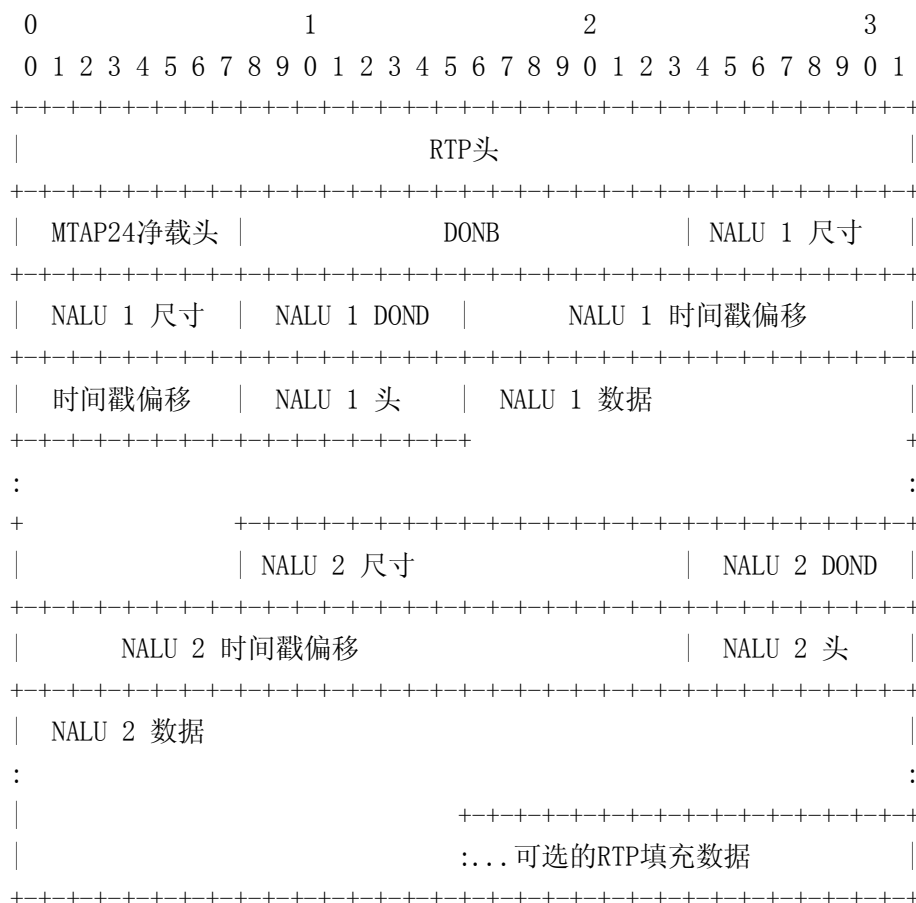 0 1 2 3
0 1 2 3 4 5 6 7 8 9 0 1 2 3 4 5 6 7 8 9 0 1 2 3 4 5 6 7 8 9 0 1
+-+-+-+-+-+-+-+-+-+-+-+-+-+-+-+-+-+-+-+-+-+-+-+-+-+-+-+-+-+-+-+-+
| RTP头 |
+-+-+-+-+-+-+-+-+-+-+-+-+-+-+-+-+-+-+-+-+-+-+-+-+-+-+-+-+-+-+-+-+
| MTAP24净载头 | DONB | NALU 1 尺寸 |
+-+-+-+-+-+-+-+-+-+-+-+-+-+-+-+-+-+-+-+-+-+-+-+-+-+-+-+-+-+-+-+-+
| NALU 1 尺寸 | NALU 1 DOND | NALU 1 时间戳偏移 |
+-+-+-+-+-+-+-+-+-+-+-+-+-+-+-+-+-+-+-+-+-+-+-+-+-+-+-+-+-+-+-+-+
| 时间戳偏移 | NALU 1 头 | NALU 1 数据 |
+-+-+-+-+-+-+-+-+-+-+-+-+-+-+-+-+ +
: :
+ +-+-+-+-+-+-+-+-+-+-+-+-+-+-+-+-+-+-+-+-+-+-+-+-+
| | NALU 2 尺寸 | NALU 2 DOND |
+-+-+-+-+-+-+-+-+-+-+-+-+-+-+-+-+-+-+-+-+-+-+-+-+-+-+-+-+-+-+-+-+
| NALU 2 时间戳偏移 | NALU 2 头 |
+-+-+-+-+-+-+-+-+-+-+-+-+-+-+-+-+-+-+-+-+-+-+-+-+-+-+-+-+-+-+-+-+
| NALU 2 数据 |
: :
| +-+-+-+-+-+-+-+-+-+-+-+-+-+-+-+-+
| :...可选的RTP填充数据 |
+-+-+-+-+-+-+-+-+-+-+-+-+-+-+-+-+-+-+-+-+-+-+-+-+-+-+-+-+-+-+-+-+